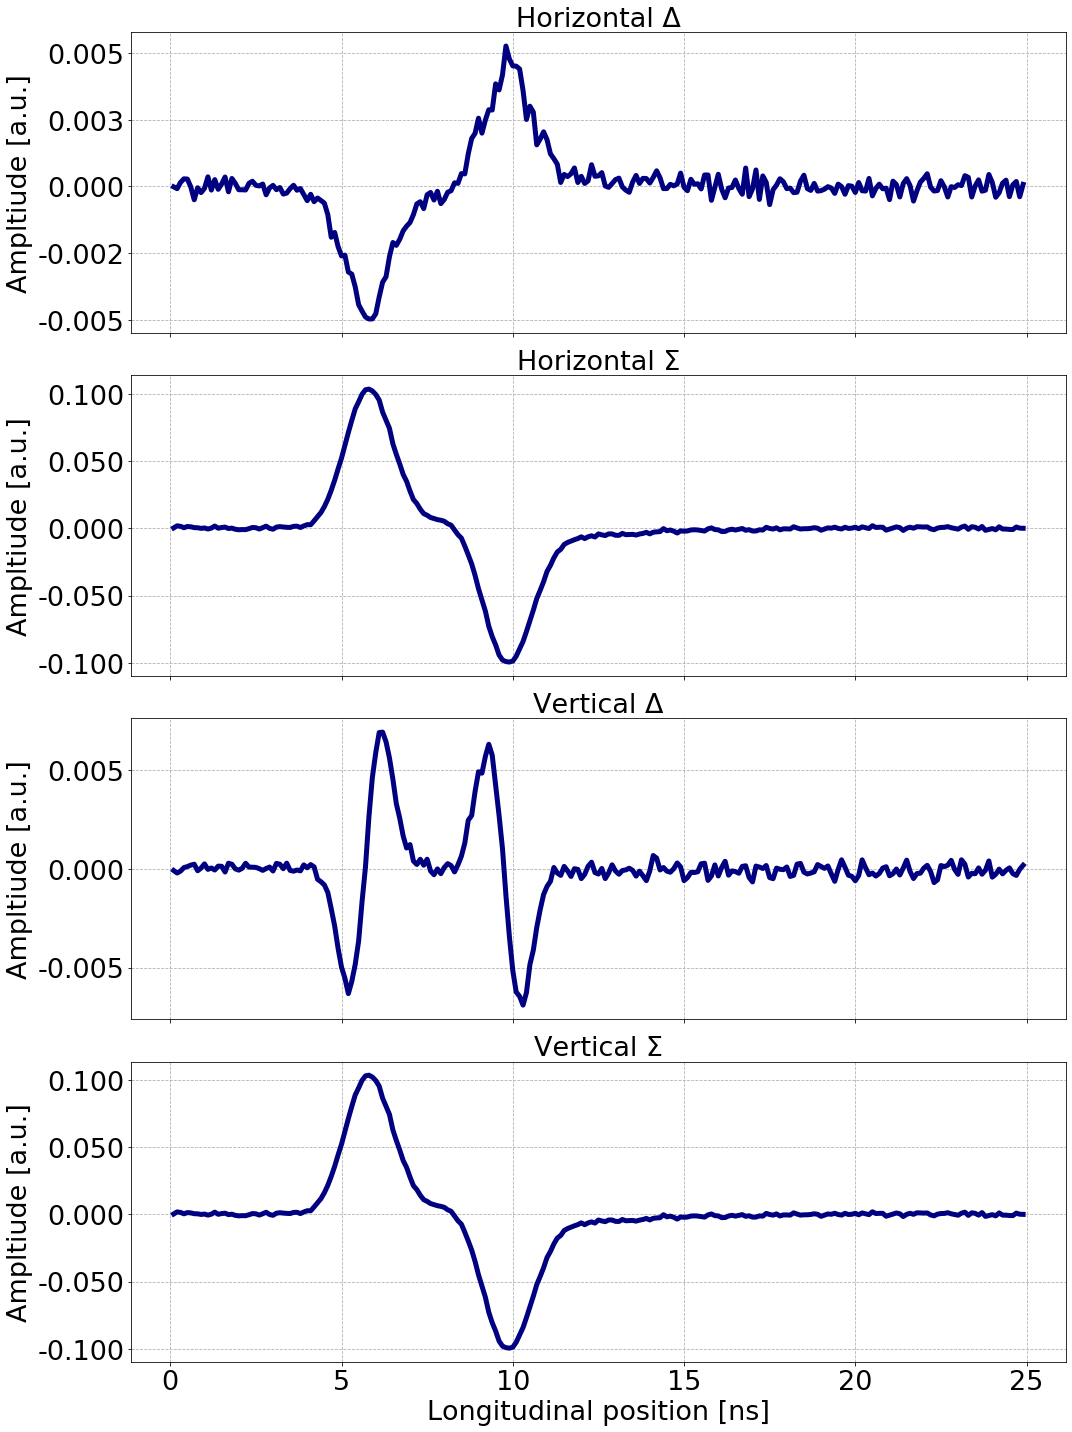 Horizontal Δ
0.005
0.003
0.000
-0.002
-0.005
Ampltiude [a.u.]
Horizontal Σ
0.100
0.050
0.000
-0.050
-0.100
Ampltiude [a.u.]
Vertical Δ
0.005
0.000
-0.005
Ampltiude [a.u.]
Vertical Σ
0.100
0.050
0.000
-0.050
-0.100
Ampltiude [a.u.]
0 5 10 15 20 25
Longitudinal position [ns]